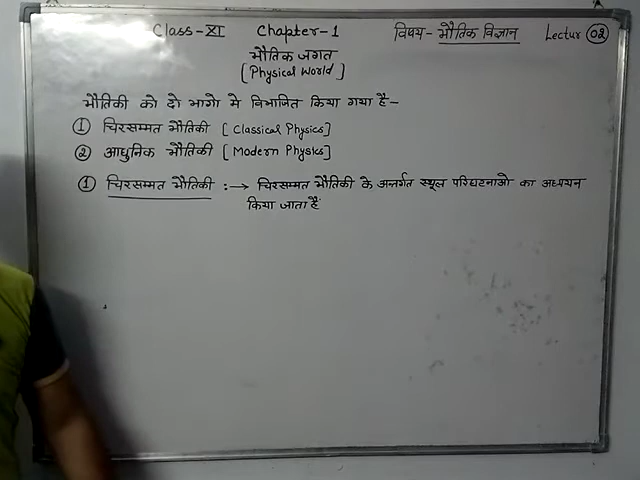 Class-XI Chapter-1 विषय- भौतिक विज्ञान Lectur 02
भौतिक जगत
[Physical World]
भौतिकी को दो भागो मे विभाजित किया गया है-
① चिरसम्मत भौतिकी [Classical Physics]
② आधुनिक भौतिकी [Modern Physics]
① चिरसम्मत भौतिकी :→ चिरसम्मत भौतिकी के अन्तर्गत स्थूल परिघटनाओ का अध्ययन
किया जाता है